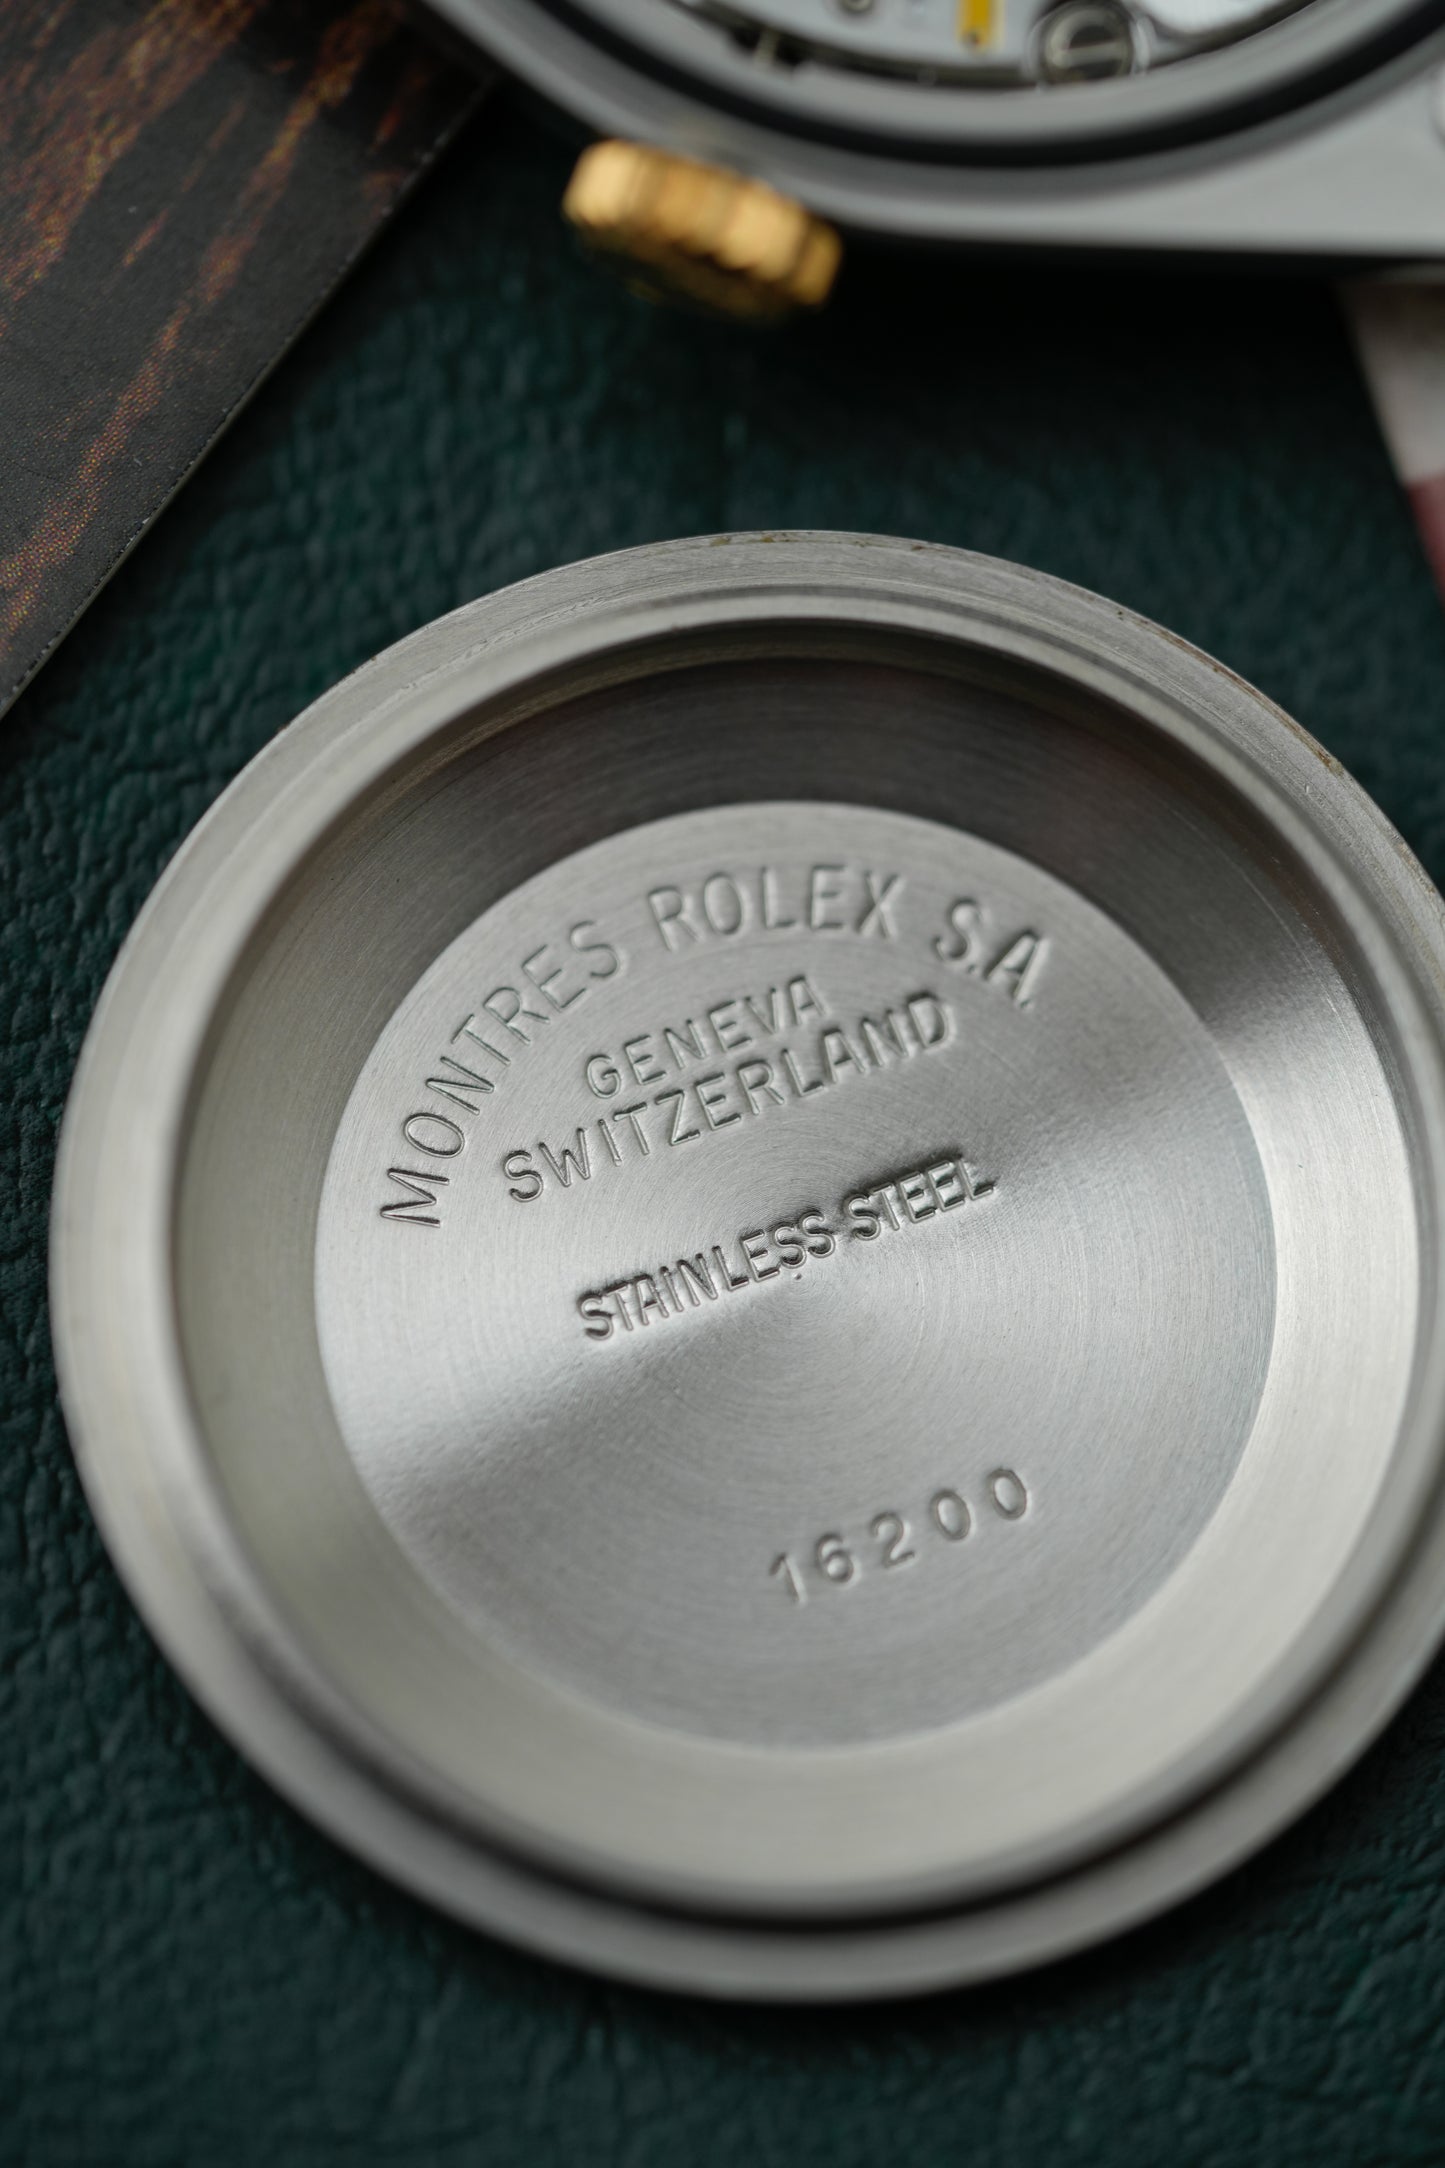 MONTRES ROLEX S.A.
GENEVA
SWITZERLAND
STAINLESS STEEL
16200